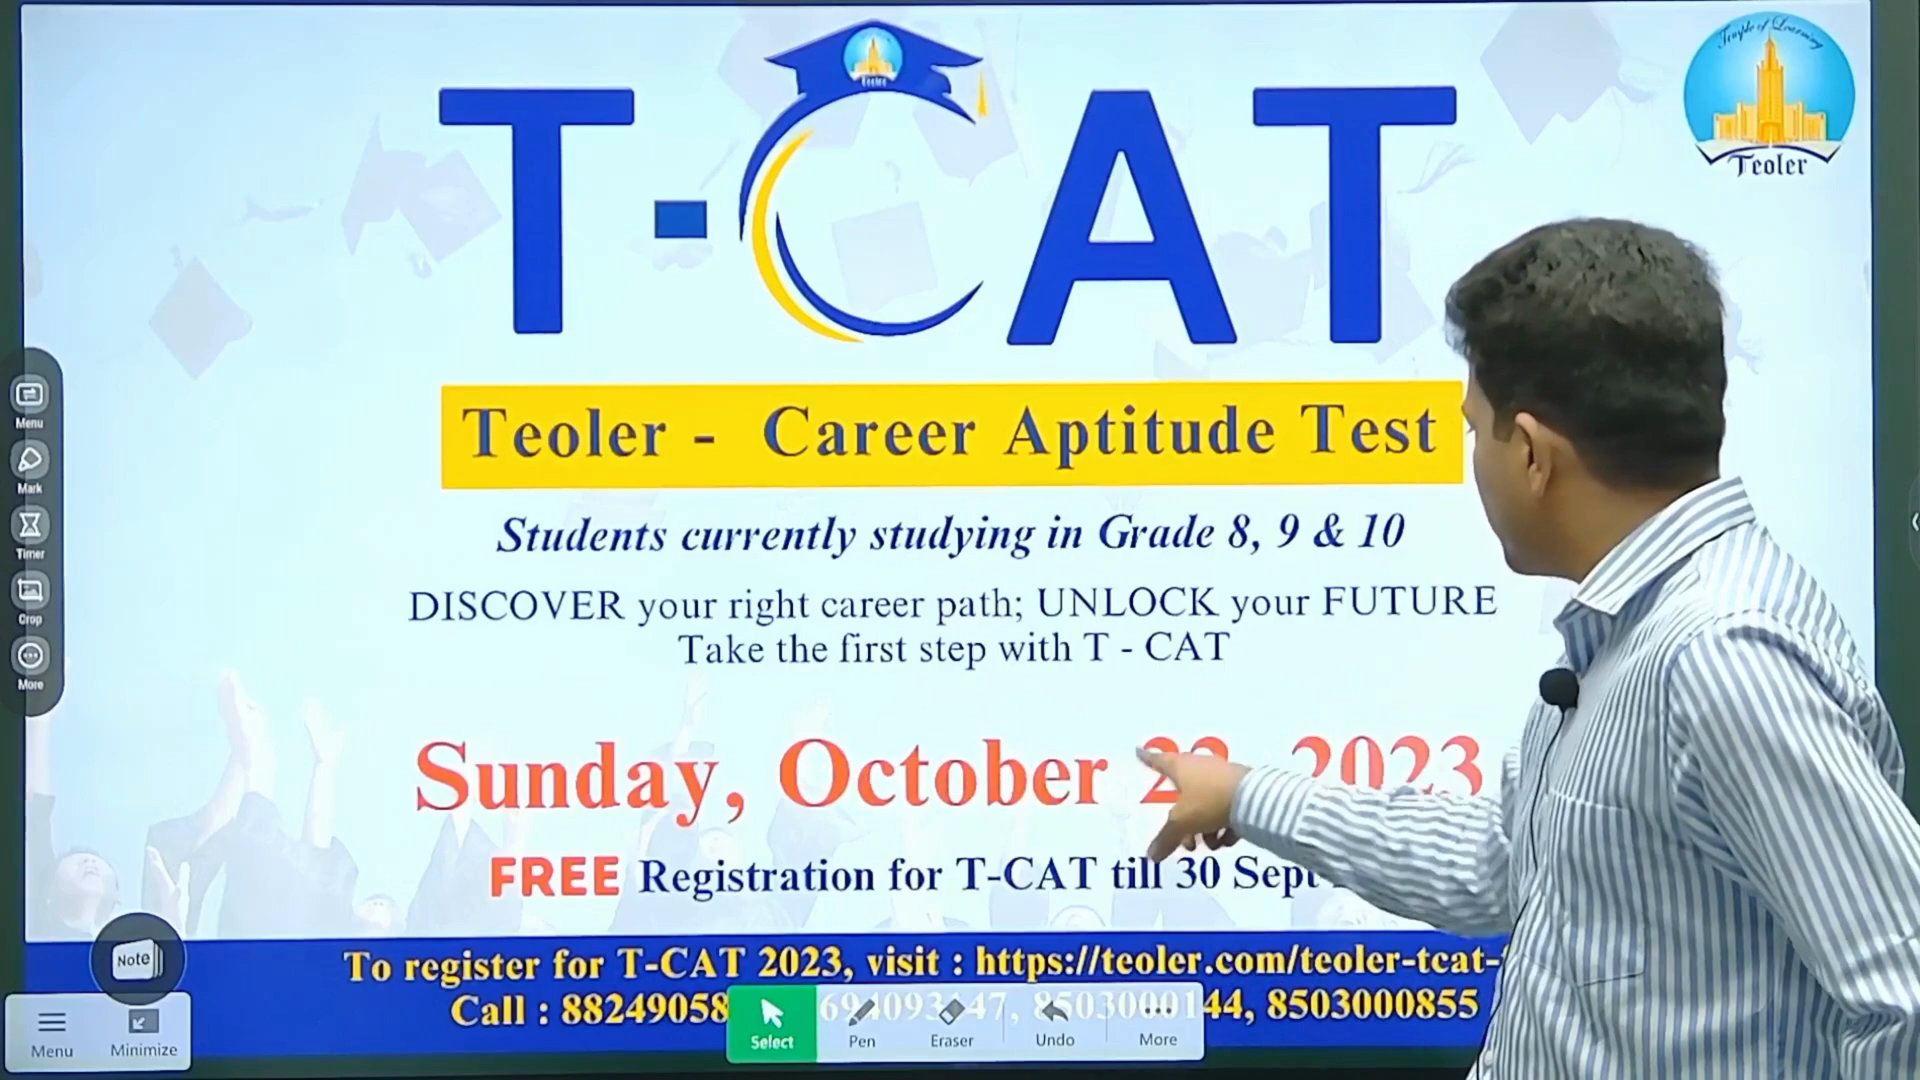 Temple of Learning
Teoler
Teoler
T-CAT
Teoler - Career Aptitude Test
Students currently studying in Grade 8, 9 & 10
DISCOVER your right career path; UNLOCK your FUTURE
Take the first step with T - CAT
Sunday, October 22, 2023
FREE Registration for T-CAT till 30 Sept
To register for T-CAT 2023, visit : https://teoler.com/teoler-tcat-
Call : 88249058 8503000144, 8503000855
Menu
Mark
Timer
Crop
More
Note
Menu
Minimize
Select
Pen
Eraser
Undo
More